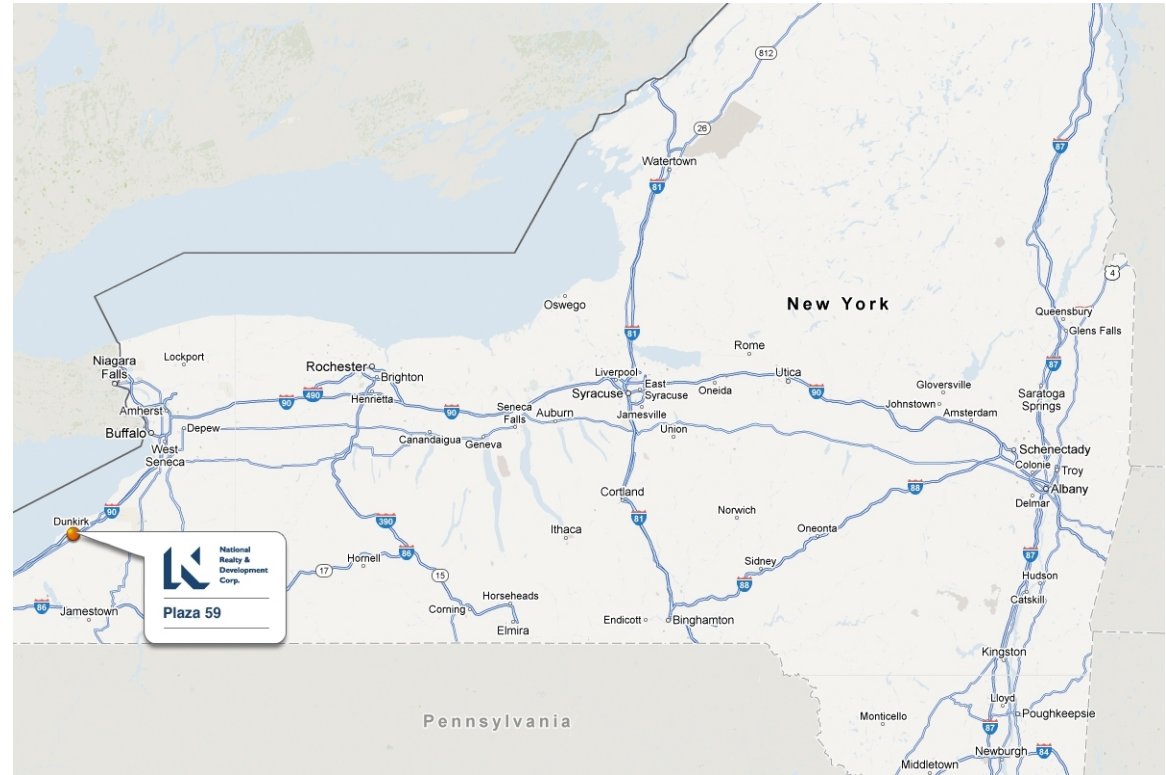 812
26
Watertown
81
87
4
Oswego
New York
Queensbury
Glens Falls
81
Rome
Niagara
Falls
Lockport
Rochester
Brighton
Liverpool
East
Syracuse
Syracuse
Oneida
Utica
90
87
Gloversville
Saratoga
Springs
90
490
Henrietta
90
Seneca
Falls
Auburn
Jamesville
Johnstown
Amsterdam
Amherst
Buffalo
Depew
West
Seneca
Canandaigua
Geneva
Union
Schenectady
Colonie
Troy
Albany
Delmar
Cortland
88
90
Dunkirk
390
81
Norwich
Ithaca
Oneonta
National
Realty &
Development
Corp.
Plaza 59
86
Hornell
17
15
Sidney
88
87
Hudson
Catskill
86
Jamestown
Horseheads
Corning
Elmira
Endicott
Binghamton
Kingston
Pennsylvania
Lloyd
Poughkeepsie
Monticello
87
Newburgh
84
Middletown